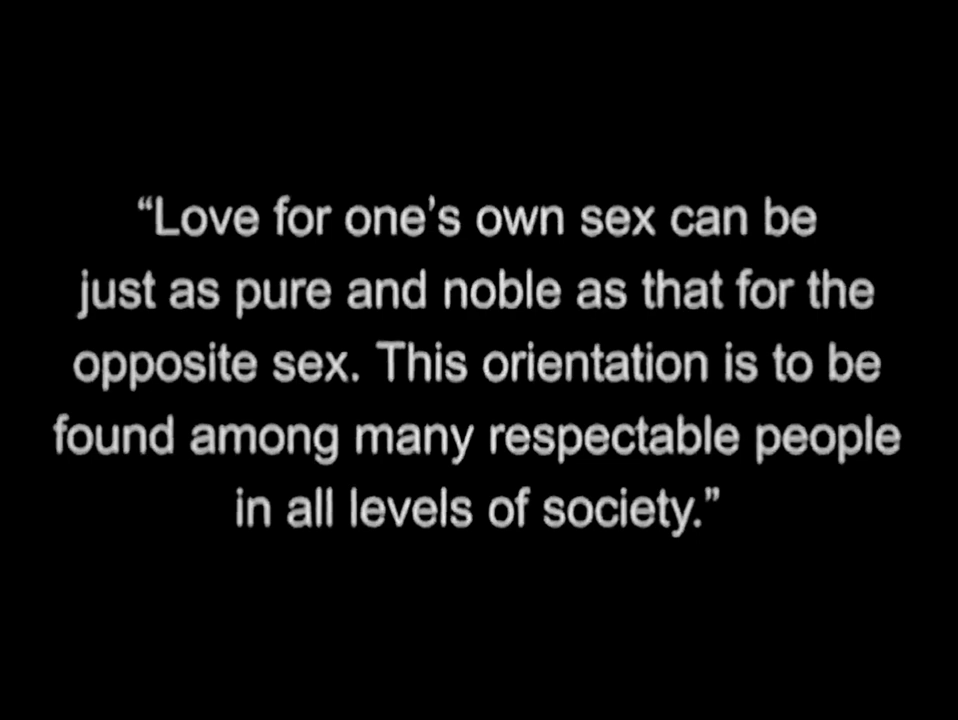 “Love for one’s own sex can be
just as pure and noble as that for the
opposite sex. This orientation is to be
found among many respectable people
in all levels of society.”